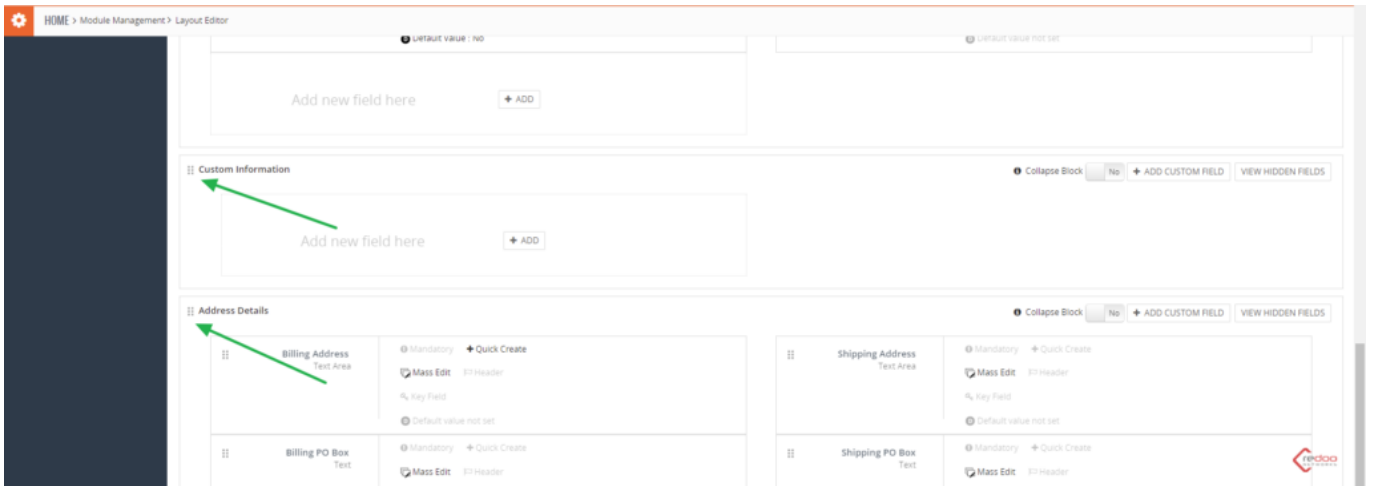 HOME > Module Management > Layout Editor
Default value : No
Default value not set
Add new field here + ADD
Custom Information
Collapse Block No + ADD CUSTOM FIELD VIEW HIDDEN FIELDS
Add new field here + ADD
Address Details
Collapse Block No + ADD CUSTOM FIELD VIEW HIDDEN FIELDS
Billing Address
Text Area
Mandatory + Quick Create
Mass Edit Header
Key Field
Default value not set
Shipping Address
Text Area
Mandatory + Quick Create
Mass Edit Header
Key Field
Default value not set
Billing PO Box
Text
Mandatory + Quick Create
Mass Edit Header
Shipping PO Box
Text
Mandatory + Quick Create
Mass Edit Header
redoo
NETWORKS